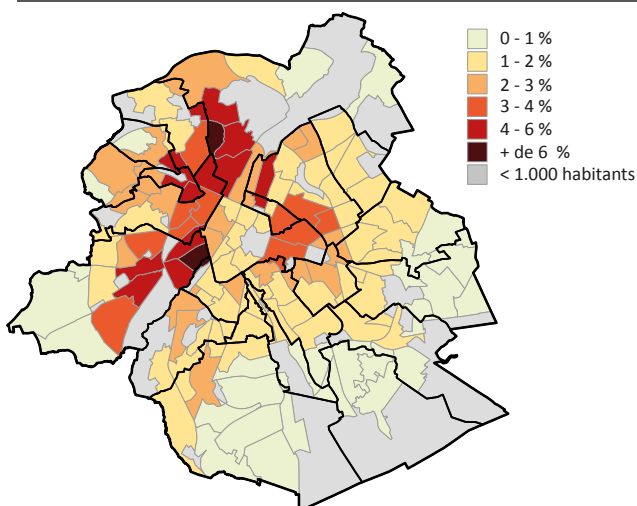 0 - 1 %
1 - 2 %
2 - 3 %
3 - 4 %
4 - 6 %
+ de 6 %
< 1.000 habitants